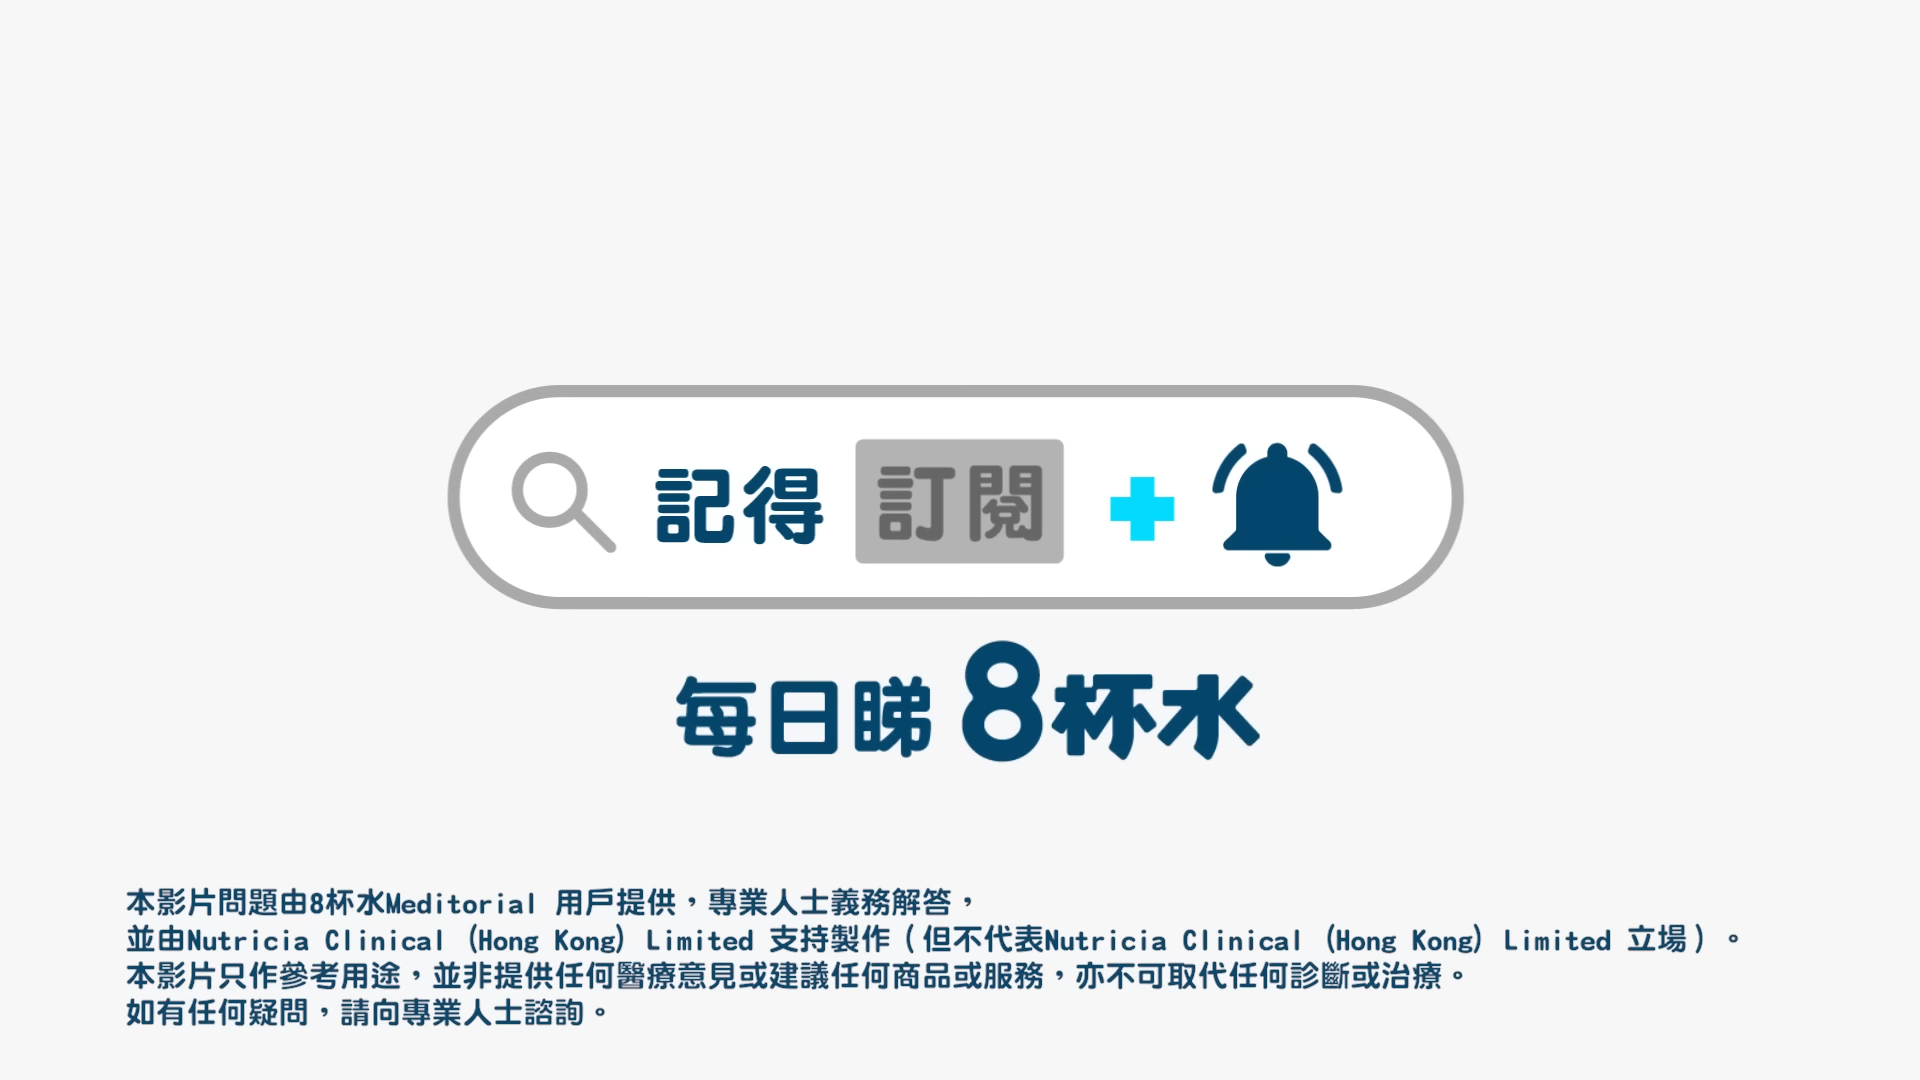 記得 訂閱
每日睇 8杯水
本影片問題由8杯水Meditorial 用戶提供，專業人士義務解答，
並由Nutricia Clinical (Hong Kong) Limited 支持製作（但不代表Nutricia Clinical (Hong Kong) Limited 立場）。
本影片只作參考用途，並非提供任何醫療意見或建議任何商品或服務，亦不可取代任何診斷或治療。
如有任何疑問，請向專業人士諮詢。